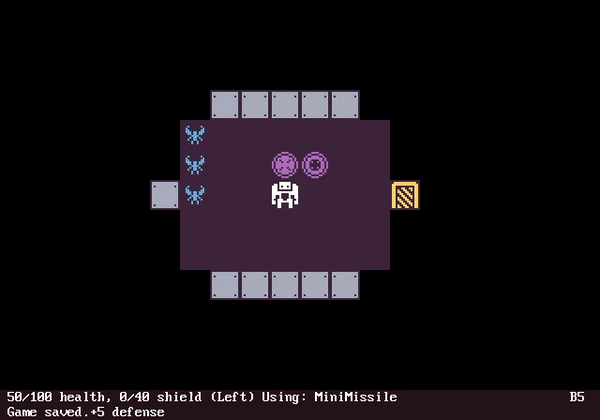 50/100 health, 0/40 shield (Left) Using: MiniMissile B5
Game saved.+5 defense